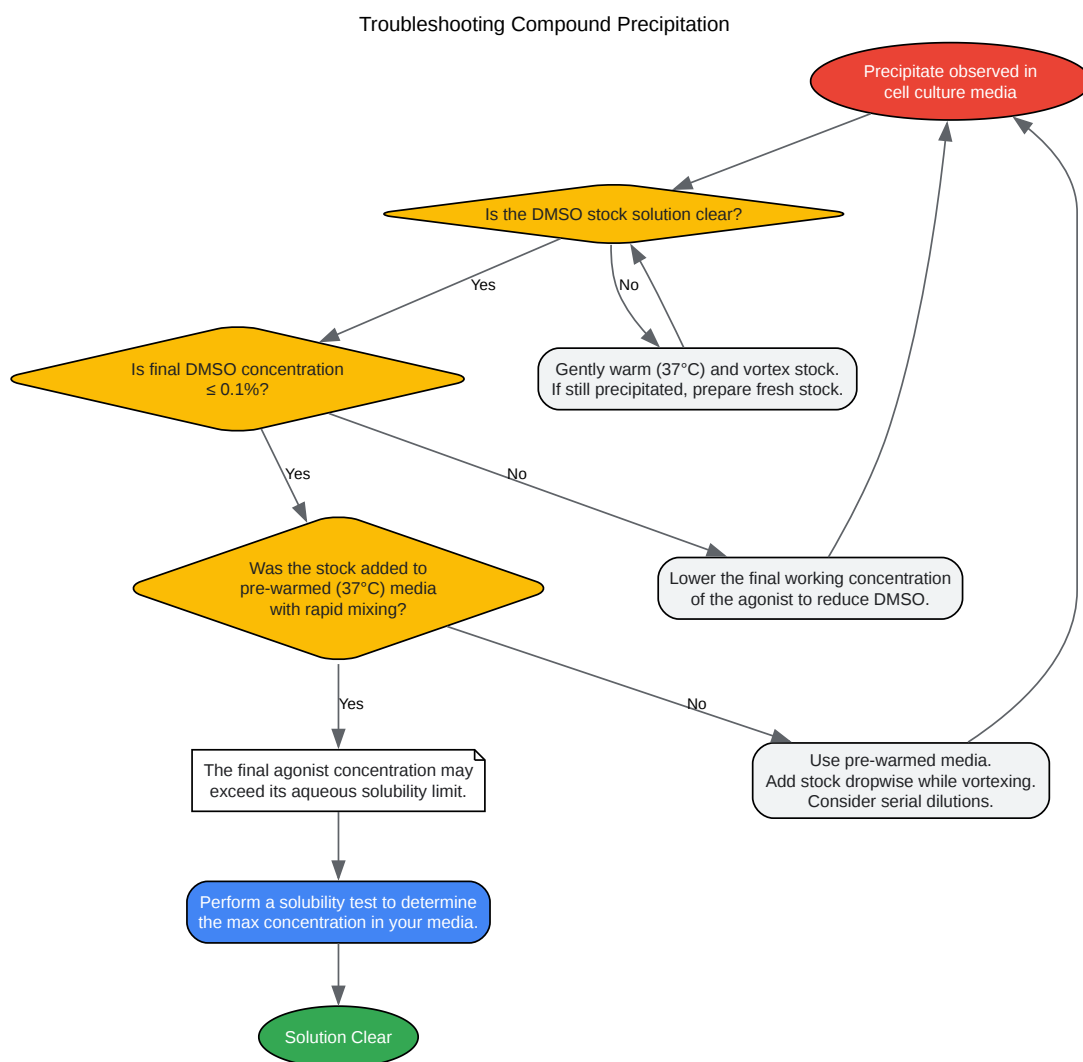 Troubleshooting Compound Precipitation
Precipitate observed in
cell culture media
Is the DMSO stock solution clear?
Yes
No
Is final DMSO concentration
≤ 0.1%?
Gently warm (37°C) and vortex stock.
If still precipitated, prepare fresh stock.
Yes
No
Was the stock added to
pre-warmed (37°C) media
with rapid mixing?
Lower the final working concentration
of the agonist to reduce DMSO.
Yes
No
The final agonist concentration may
exceed its aqueous solubility limit.
Use pre-warmed media.
Add stock dropwise while vortexing.
Consider serial dilutions.
Perform a solubility test to determine
the max concentration in your media.
Solution Clear